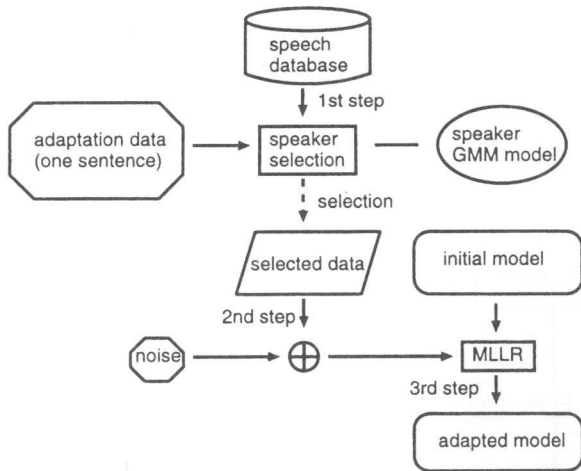 speech
database
1st step
adaptation data
(one sentence)
speaker
selection
speaker
GMM model
selection
selected data
initial model
2nd step
noise
MLLR
3rd step
adapted model